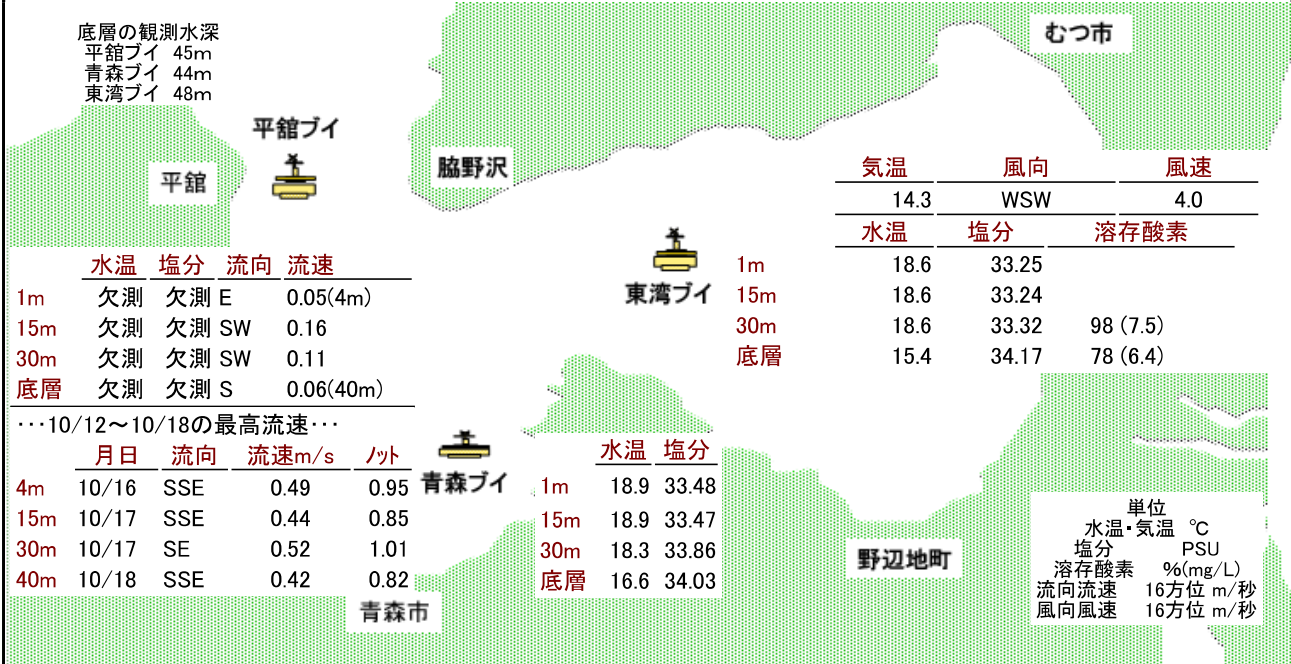 底層の観測水深
平舘ブイ 45m
青森ブイ 44m
東湾ブイ 48m
むつ市
平舘ブイ
平舘
脇野沢
気温 風向 風速
14.3 WSW 4.0
水温 塩分 溶存酸素
1m 18.6 33.25
15m 18.6 33.24
30m 18.6 33.32 98 (7.5)
底層 15.4 34.17 78 (6.4)
東湾ブイ
水温 塩分 流向 流速
1m 欠測 欠測 E 0.05(4m)
15m 欠測 欠測 SW 0.16
30m 欠測 欠測 SW 0.11
底層 欠測 欠測 S 0.06(40m)
･･･10/12～10/18の最高流速･･･
月日 流向 流速m/s ﾉｯﾄ
4m 10/16 SSE 0.49 0.95
15m 10/17 SSE 0.44 0.85
30m 10/17 SE 0.52 1.01
40m 10/18 SSE 0.42 0.82
青森ブイ
水温 塩分
1m 18.9 33.48
15m 18.9 33.47
30m 18.3 33.86
底層 16.6 34.03
青森市
野辺地町
単位
水温・気温 ℃
塩分 PSU
溶存酸素 %(mg/L)
流向流速 16方位 m/秒
風向風速 16方位 m/秒